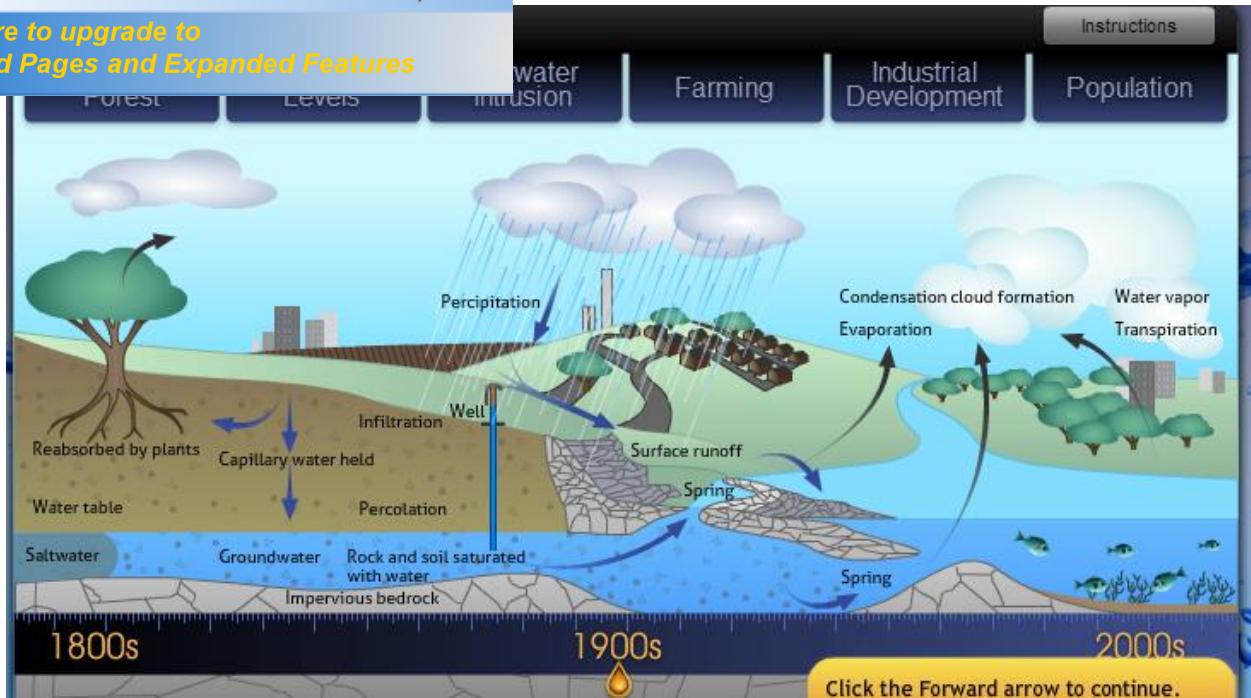 re to upgrade to
d Pages and Expanded Features
Instructions
Forest
Levels
water
Intrusion
Farming
Industrial
Development
Population
Percipitation
Condensation cloud formation
Water vapor
Evaporation
Transpiration
Well
Infiltration
Reabsorbed by plants
Capillary water held
Surface runoff
Spring
Water table
Percolation
Saltwater
Groundwater
Rock and soil saturated
with water
Spring
Impervious bedrock
1800s
1900s
2000s
Click the Forward arrow to continue.